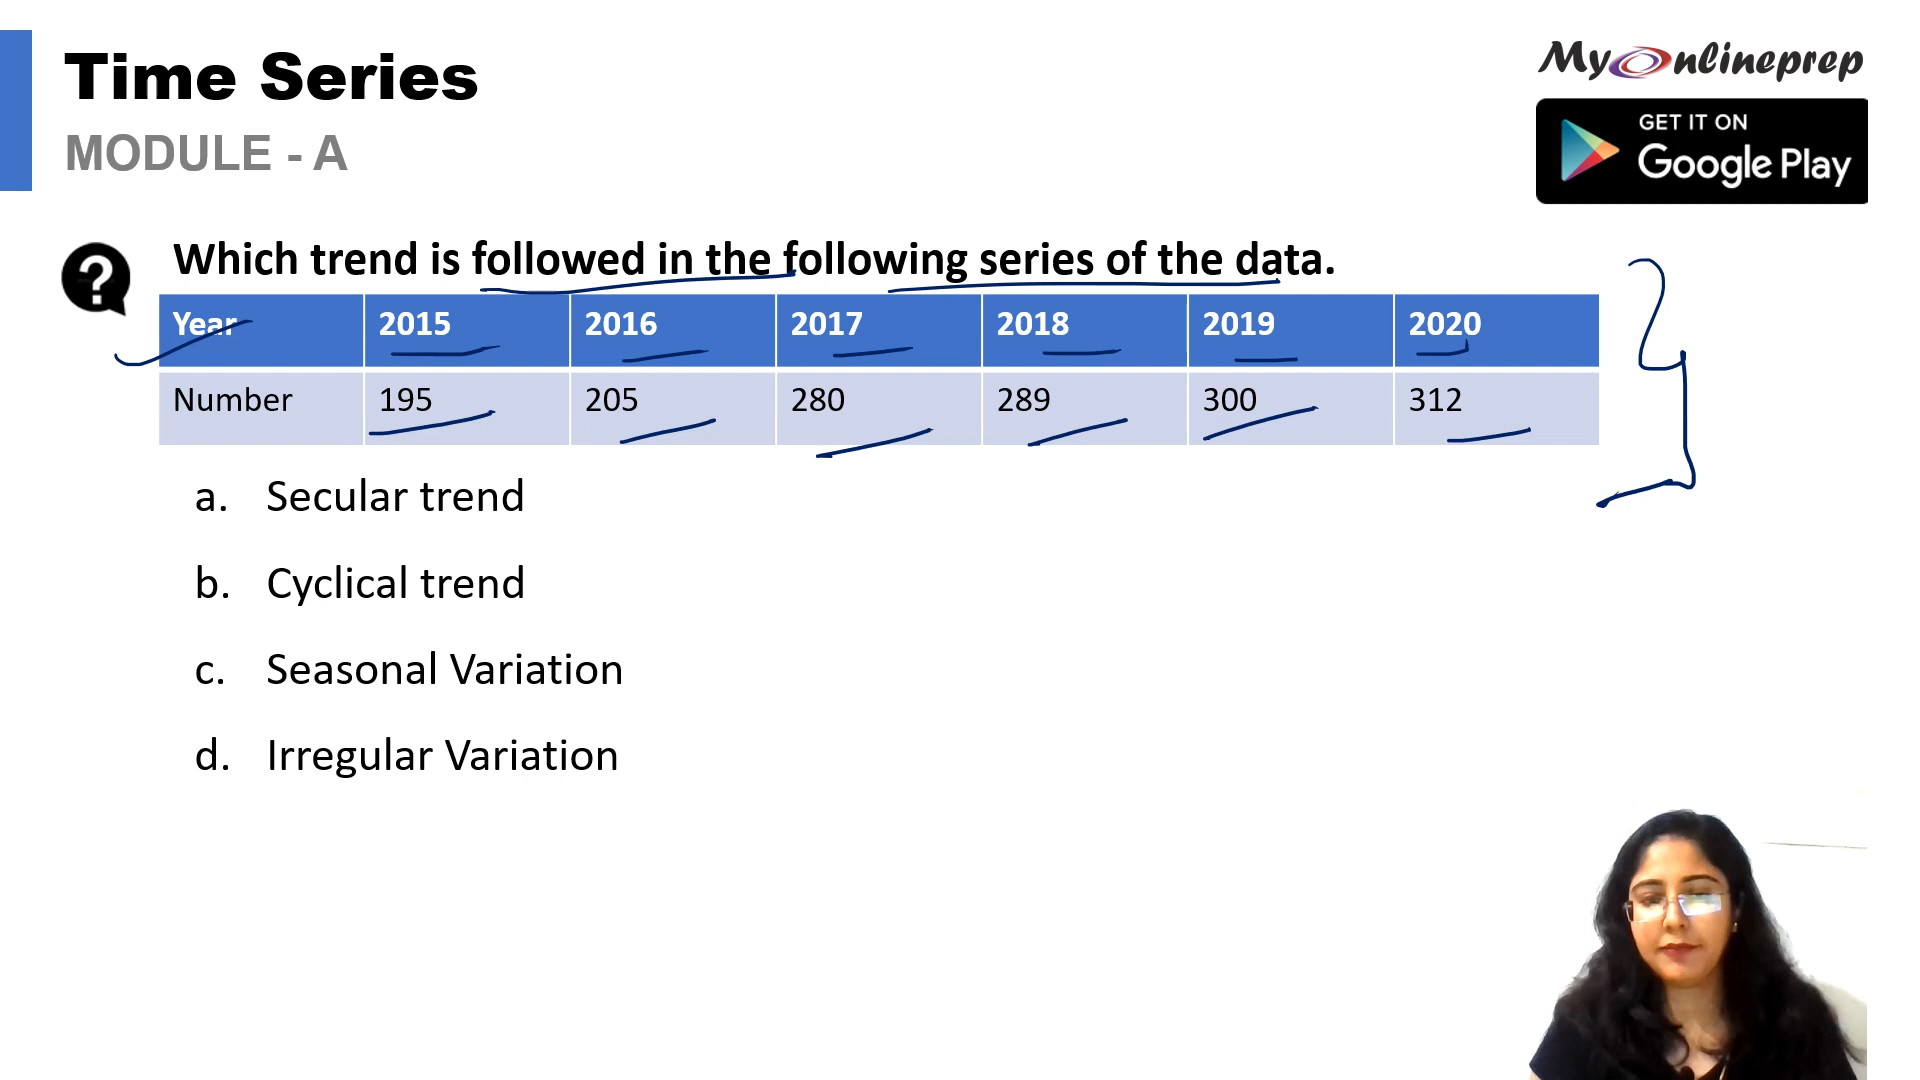 Time Series
MODULE - A
MyOnlineprep
GET IT ON
Google Play
?
Which trend is followed in the following series of the data.
Year 2015 2016 2017 2018 2019 2020
Number 195 205 280 289 300 312
a. Secular trend
b. Cyclical trend
c. Seasonal Variation
d. Irregular Variation